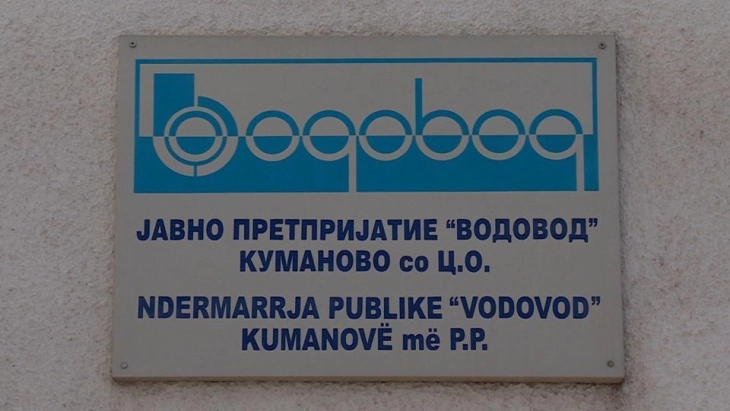 водовод
ЈАВНО ПРЕТПРИЈАТИЕ “ВОДОВОД”
КУМАНОВО со Ц.О.
NDERMARRJA PUBLIKE “VODOVOD”
KUMANOVË më P.P.